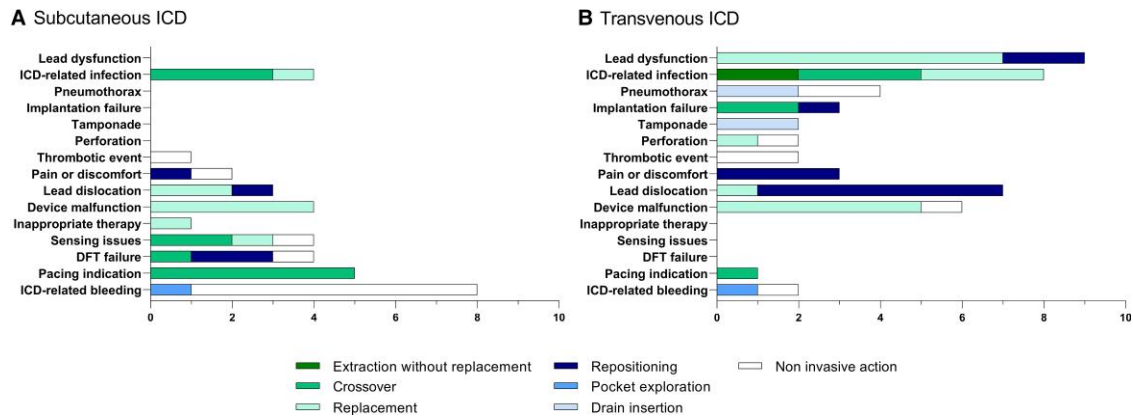 A Subcutaneous ICD
Lead dysfunction
ICD-related infection
Pneumothorax
Implantation failure
Tamponade
Perforation
Thrombotic event
Pain or discomfort
Lead dislocation
Device malfunction
Inappropriate therapy
Sensing issues
DFT failure
Pacing indication
ICD-related bleeding
0 2 4 6 8 10
B Transvenous ICD
Lead dysfunction
ICD-related infection
Pneumothorax
Implantation failure
Tamponade
Perforation
Thrombotic event
Pain or discomfort
Lead dislocation
Device malfunction
Inappropriate therapy
Sensing issues
DFT failure
Pacing indication
ICD-related bleeding
0 2 4 6 8 10
Extraction without replacement
Crossover
Replacement
Repositioning
Pocket exploration
Drain insertion
Non invasive action